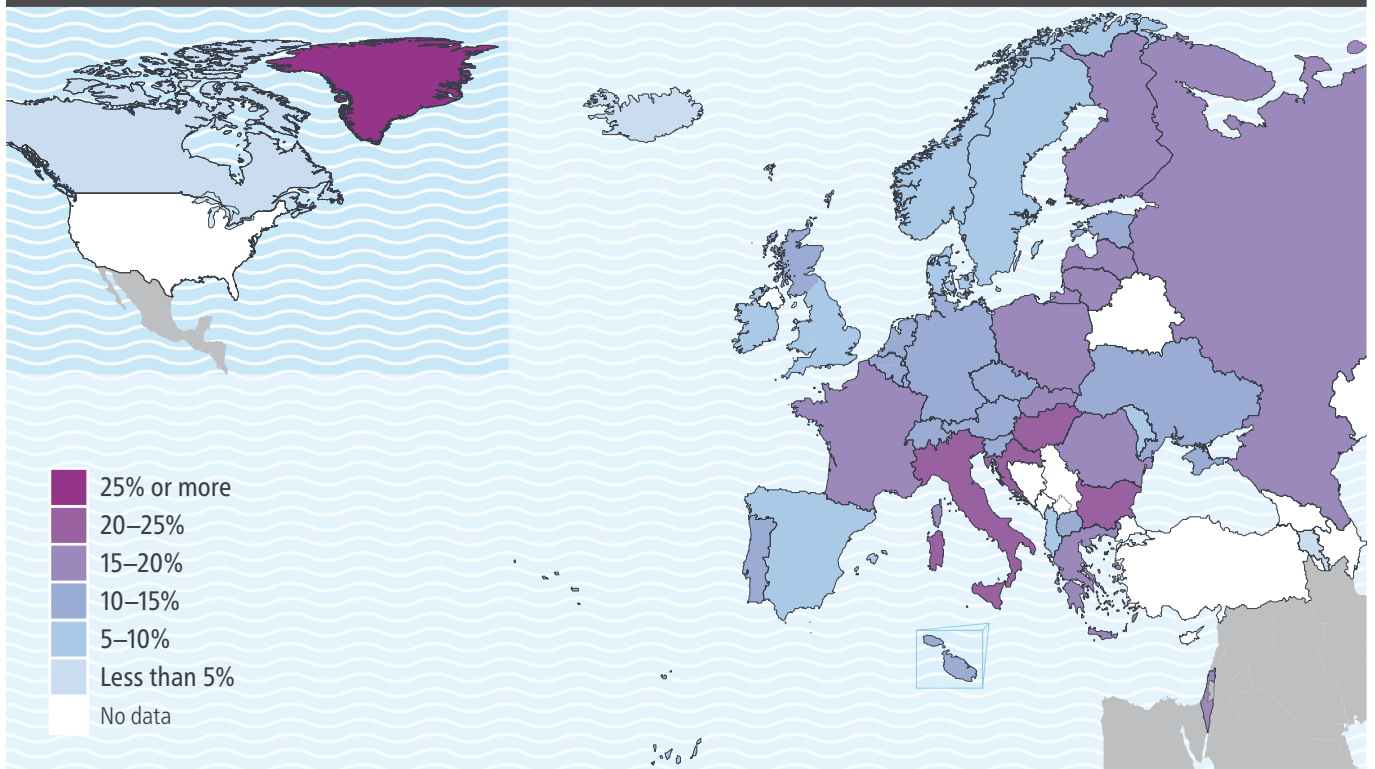 25% or more
20–25%
15–20%
10–15%
5–10%
Less than 5%
No data